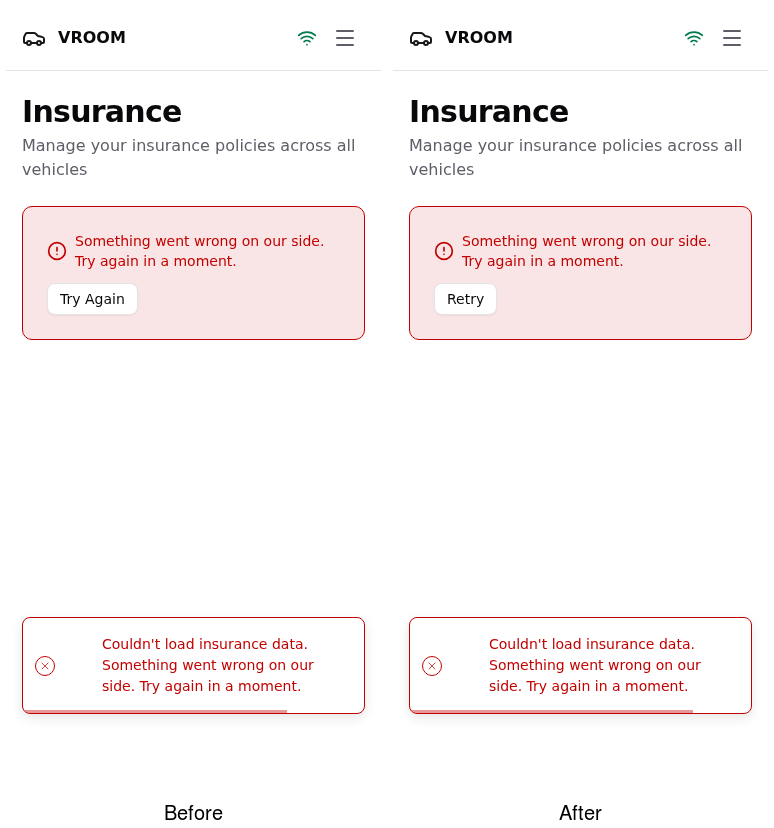 VROOM
Insurance
Manage your insurance policies across all
vehicles
Something went wrong on our side.
Try again in a moment.
Try Again
Couldn't load insurance data.
Something went wrong on our
side. Try again in a moment.
Before
VROOM
Insurance
Manage your insurance policies across all
vehicles
Something went wrong on our side.
Try again in a moment.
Retry
Couldn't load insurance data.
Something went wrong on our
side. Try again in a moment.
After